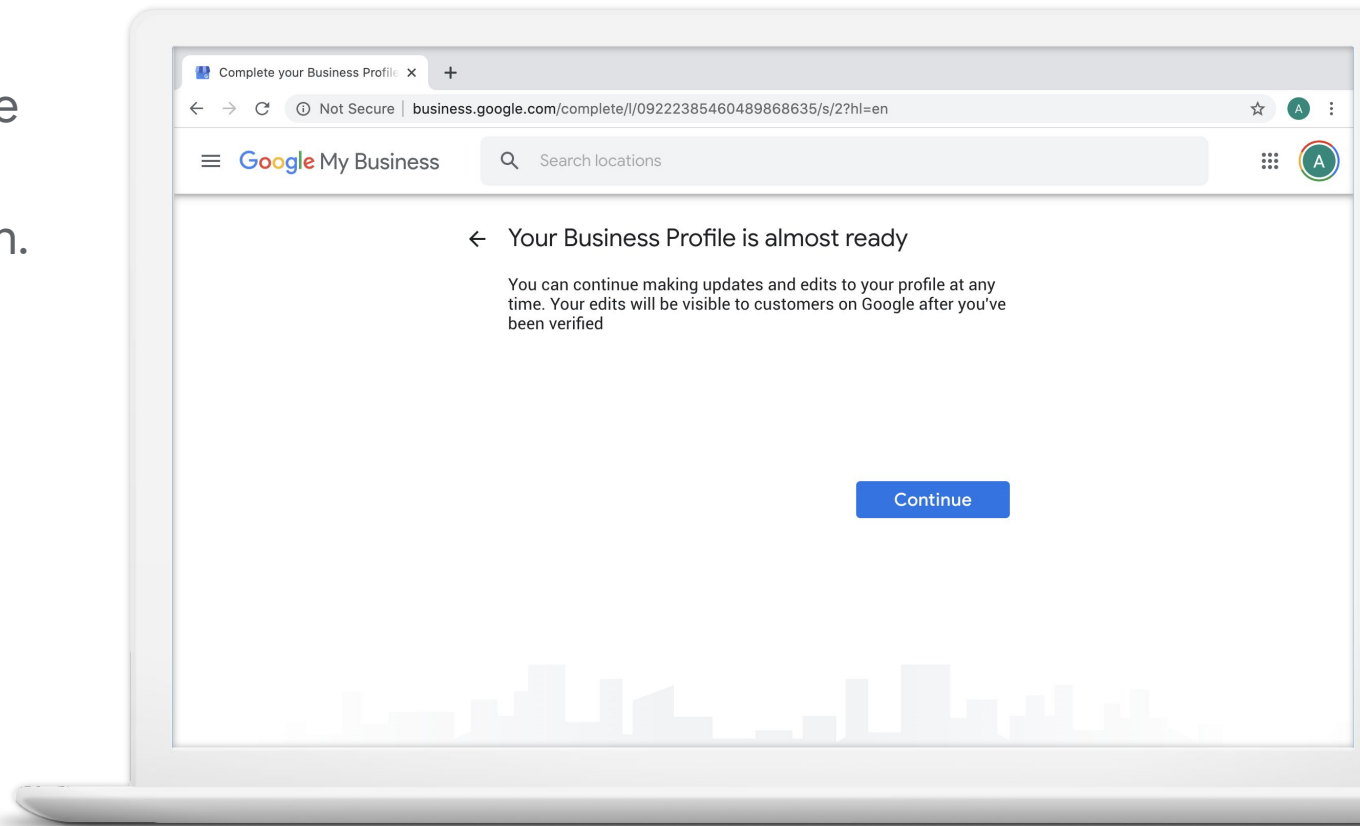 e
n.
Complete your Business Profile
Not Secure | business.google.com/complete/l/09222385460489868635/s/2?hl=en
A
Google My Business
Search locations
A
Your Business Profile is almost ready
You can continue making updates and edits to your profile at any
time. Your edits will be visible to customers on Google after you've
been verified
Continue